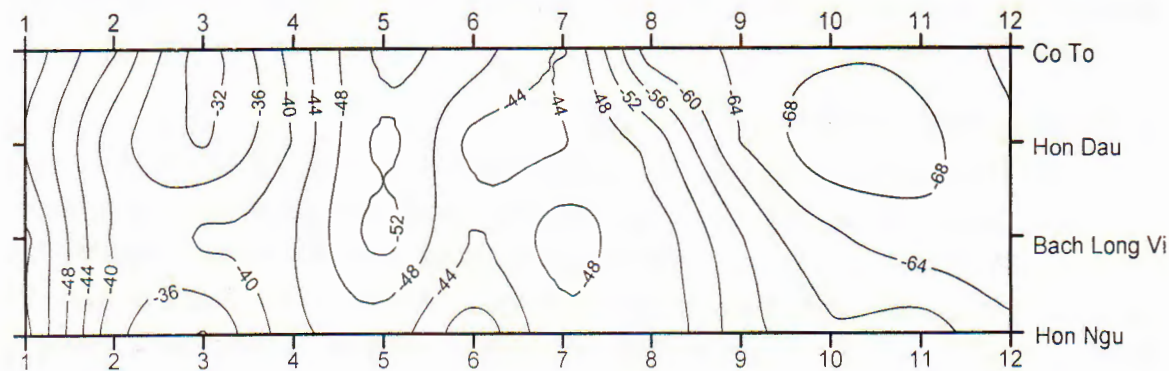 1 2 3 4 5 6 7 8 9 10 11 12
Co To
-32 -36 -40 -44 -48 -44 -44 -48 -52 -56 -60 -64 -68
Hon Dau
-68
-52
Bach Long Vi
-48 -44 -40 -36 -40 -48 -44 -48 -64
Hon Ngu
1 2 3 4 5 6 7 8 9 10 11 12